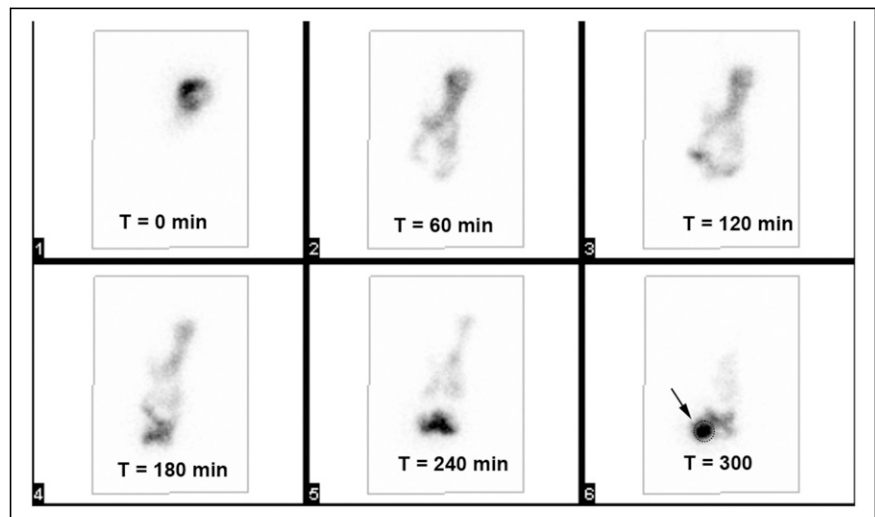 T = 0 min
1
T = 60 min
2
T = 120 min
3
T = 180 min
4
T = 240 min
5
T = 300
6